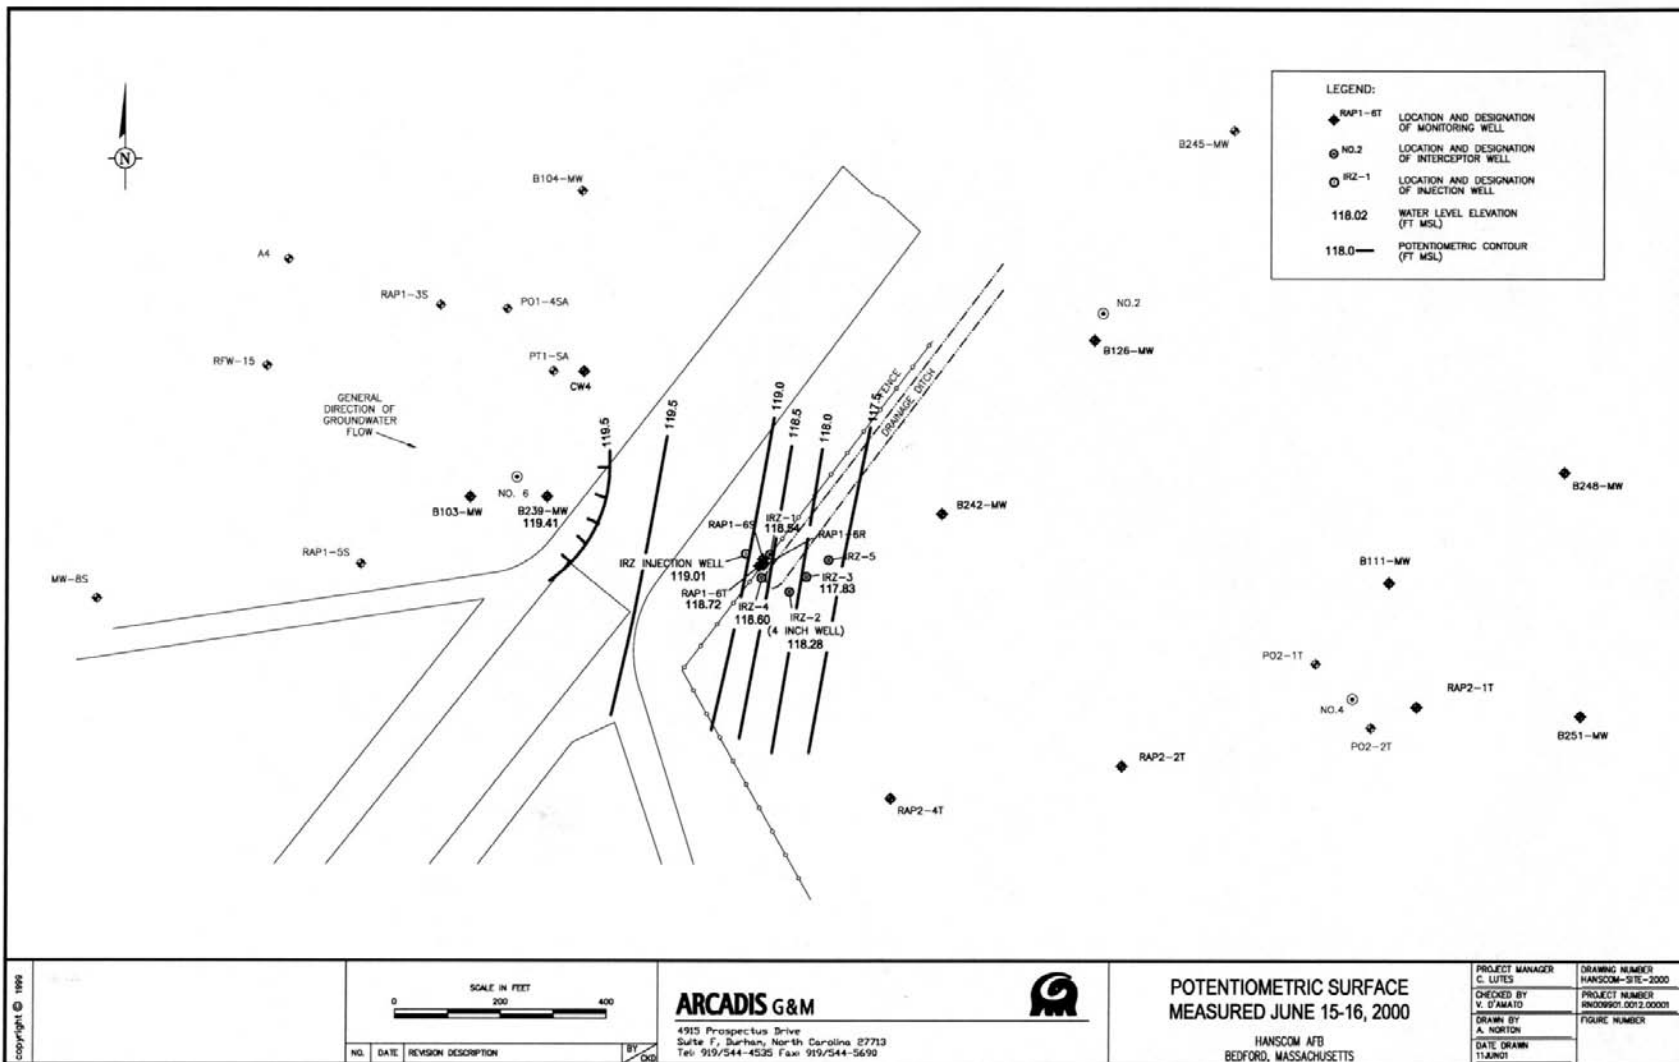 N
B104-MW
B245-MW
A4
RAP1-3S
PO1-4SA
RFW-15
PT1-5A
CW4
GENERAL
DIRECTION OF
GROUNDWATER
FLOW
NO. 6
B103-MW
B239-MW
119.41
RAP1-5S
MW-8S
119.5
119.5
119.0
118.5
118.0
117.5
FENCE
DRAINAGE DITCH
NO.2
B126-MW
B242-MW
B248-MW
RAP1-6S
IRZ-1
118.54
RAP1-6R
IRZ INJECTION WELL
119.01
IRZ-5
RAP1-6T
118.72
IRZ-3
117.83
IRZ-4
118.60
IRZ-2
(4 INCH WELL)
118.28
B111-MW
PO2-1T
NO.4
RAP2-1T
PO2-2T
B251-MW
RAP2-2T
RAP2-4T
LEGEND:
RAP1-6T LOCATION AND DESIGNATION
OF MONITORING WELL
NO.2 LOCATION AND DESIGNATION
OF INTERCEPTOR WELL
IRZ-1 LOCATION AND DESIGNATION
OF INJECTION WELL
118.02 WATER LEVEL ELEVATION
(FT MSL)
118.0 POTENTIOMETRIC CONTOUR
(FT MSL)
copyright © 1999
SCALE IN FEET
0 200 400
NO. DATE REVISION DESCRIPTION BY CKD
ARCADIS G&M
4915 Prospectus Drive
Suite F, Durham, North Carolina 27713
Tel: 919/544-4535 Fax: 919/544-5690
POTENTIOMETRIC SURFACE
MEASURED JUNE 15-16, 2000
HANSCOM AFB
BEDFORD, MASSACHUSETTS
PROJECT MANAGER
C. LUTES
DRAWING NUMBER
HANSCOM-SITE-2000
CHECKED BY
V. D'AMATO
PROJECT NUMBER
RN009901.0012.00001
DRAWN BY
A. NORTON
FIGURE NUMBER
DATE DRAWN
11JUN01